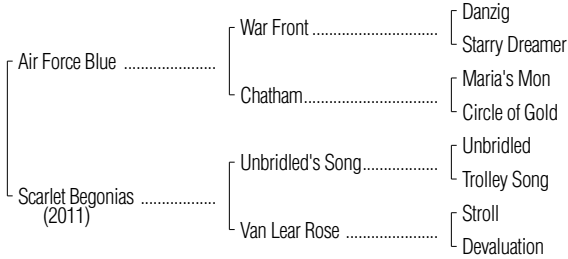 Danzig
War Front ........................................
Starry Dreamer
Air Force Blue ......................
Maria's Mon
Chatham..........................................
Circle of Gold
Unbridled
Unbridled's Song........................
Trolley Song
Scarlet Begonias ..................
(2011)
Stroll
Van Lear Rose .............................
Devaluation